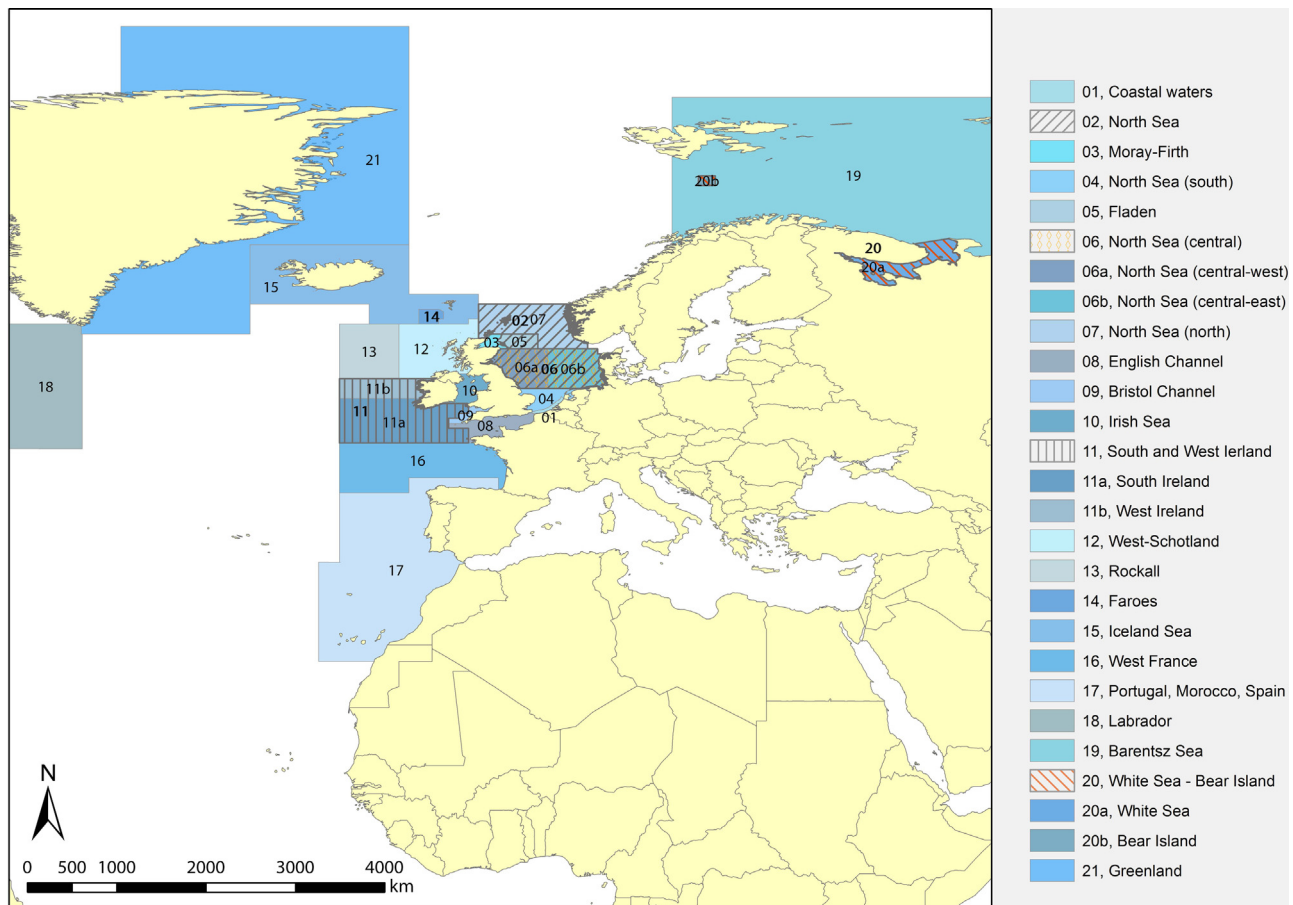 21
19
20b
20
20a
15
14
02 07
03
05
13
12
06a 06 06b
18
11b
10
04
11
11a
09
08
01
16
17
N
0 500 1000 2000 3000 4000
km
01, Coastal waters
02, North Sea
03, Moray-Firth
04, North Sea (south)
05, Fladen
06, North Sea (central)
06a, North Sea (central-west)
06b, North Sea (central-east)
07, North Sea (north)
08, English Channel
09, Bristol Channel
10, Irish Sea
11, South and West Ierland
11a, South Ireland
11b, West Ireland
12, West-Schotland
13, Rockall
14, Faroes
15, Iceland Sea
16, West France
17, Portugal, Morocco, Spain
18, Labrador
19, Barentsz Sea
20, White Sea - Bear Island
20a, White Sea
20b, Bear Island
21, Greenland